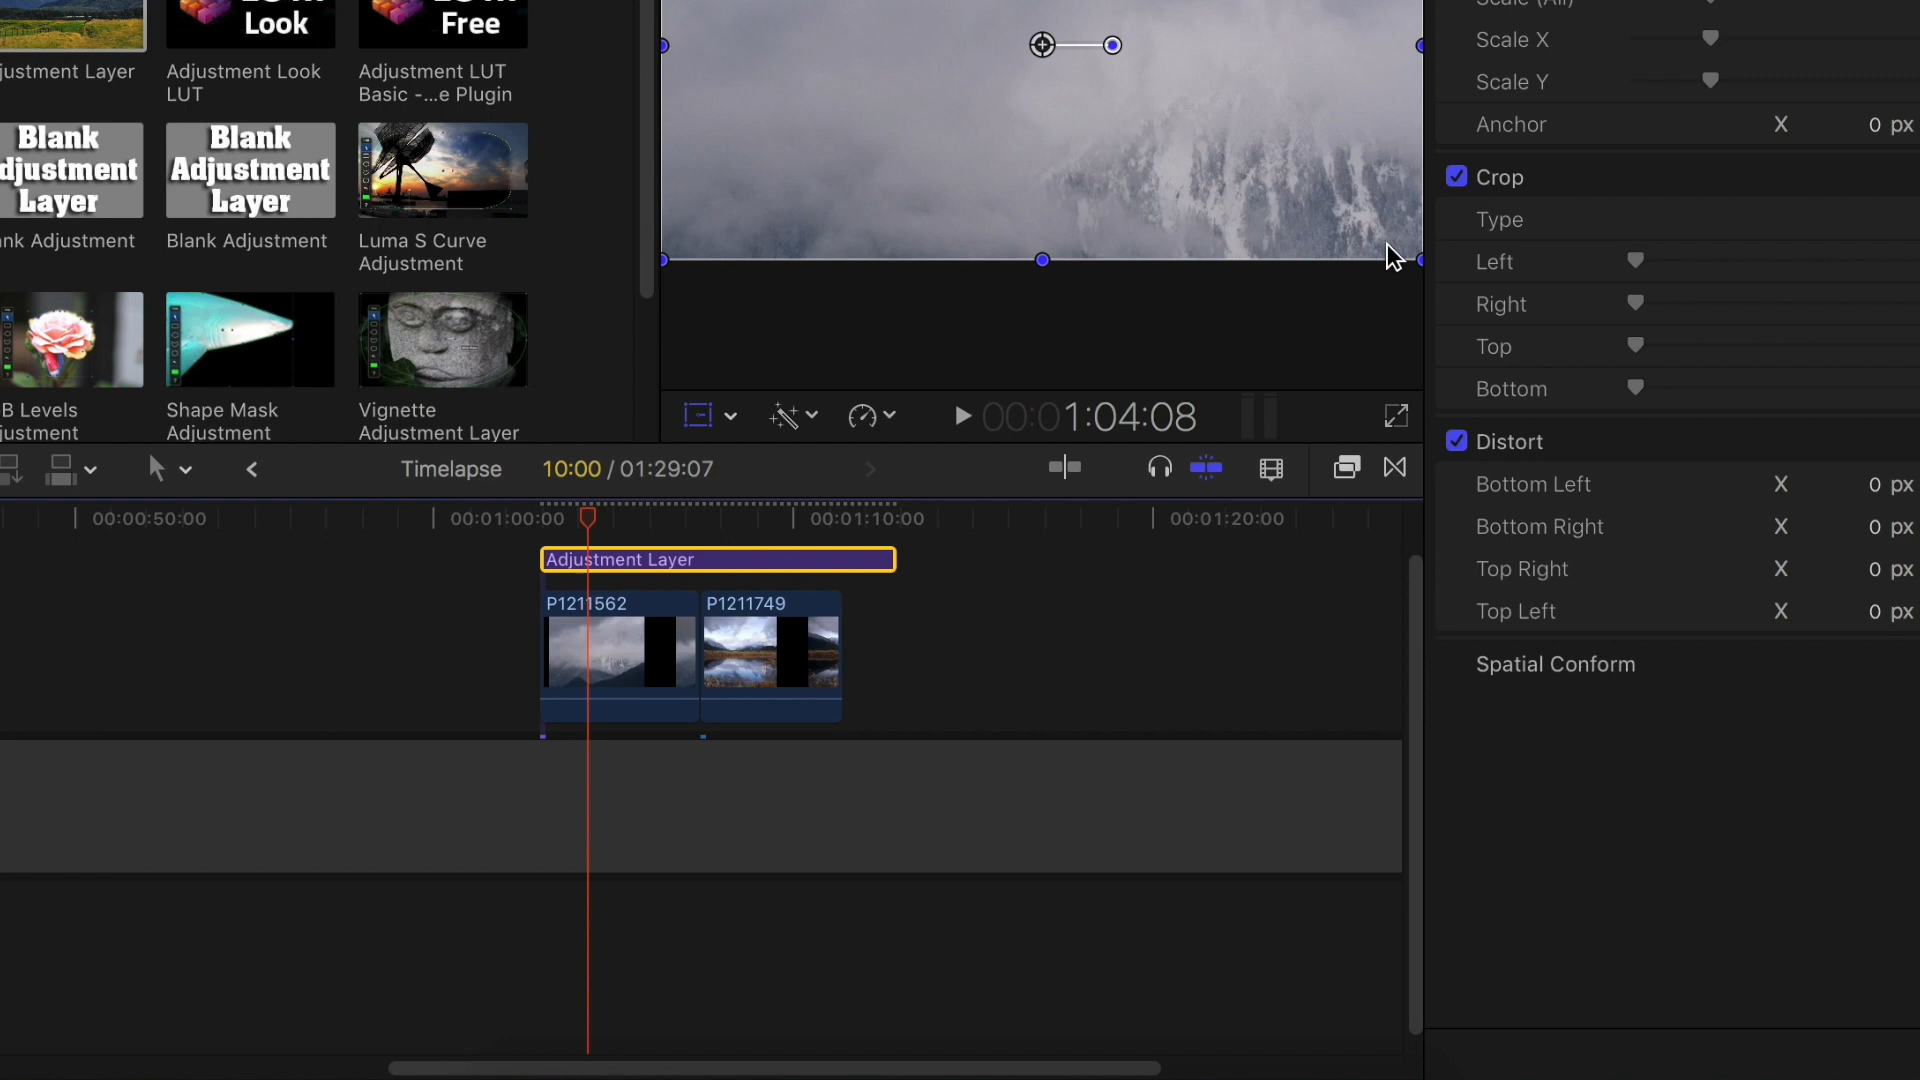 Look
Free
justment Layer
Adjustment Look
LUT
Adjustment LUT
Basic -...e Plugin
Blank
djustment
Layer
Blank
Adjustment
Layer
nk Adjustment
Blank Adjustment
Luma S Curve
Adjustment
B Levels
justment
Shape Mask
Adjustment
Vignette
Adjustment Layer
00:01:04:08
Timelapse
10:00 / 01:29:07
00:00:50:00
00:01:00:00
00:01:10:00
00:01:20:00
Adjustment Layer
P1211562
P1211749
Scale (All)
Scale X
Scale Y
Anchor X 0 px
Crop
Type
Left
Right
Top
Bottom
Distort
Bottom Left X 0 px
Bottom Right X 0 px
Top Right X 0 px
Top Left X 0 px
Spatial Conform